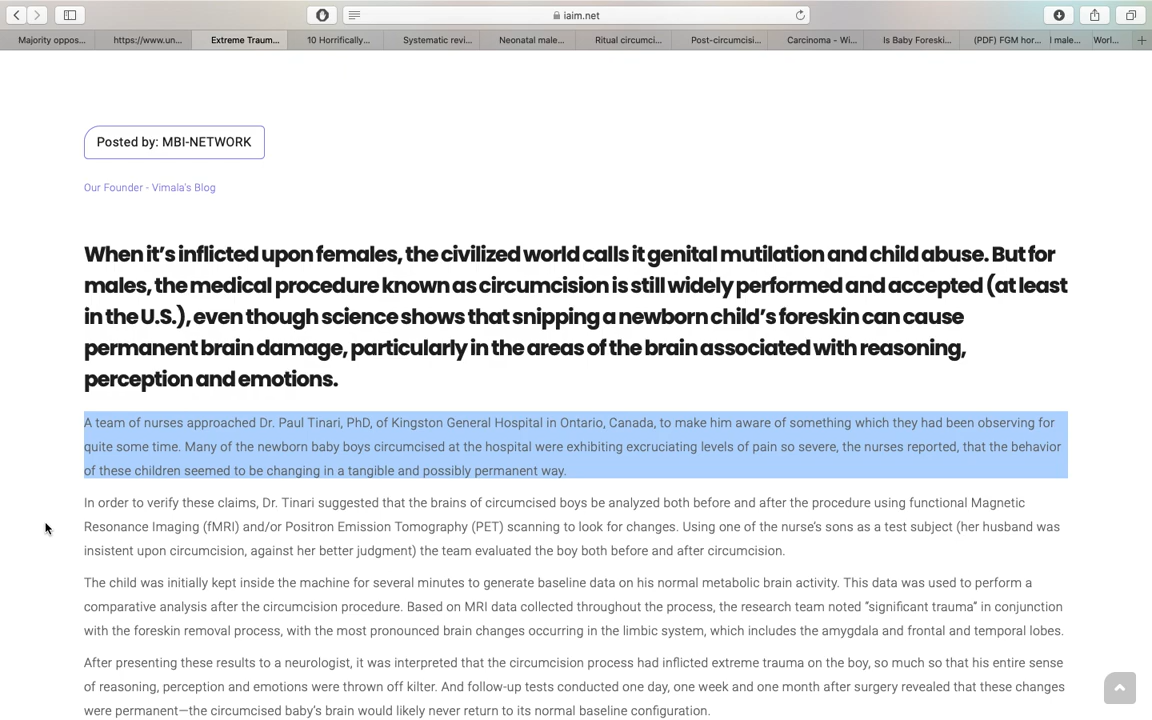 iaim.net
Majority oppos...
https://www.un...
Extreme Traum...
10 Horrifically...
Systematic revi...
Neonatal male...
Ritual circumci...
Post-circumcisi...
Carcinoma - Wi...
Is Baby Foreski...
(PDF) FGM hor...
l male...
Worl...
Posted by: MBI-NETWORK
Our Founder - Vimala's Blog
When it’s inflicted upon females, the civilized world calls it genital mutilation and child abuse. But for
males, the medical procedure known as circumcision is still widely performed and accepted (at least
in the U.S.), even though science shows that snipping a newborn child’s foreskin can cause
permanent brain damage, particularly in the areas of the brain associated with reasoning,
perception and emotions.
A team of nurses approached Dr. Paul Tinari, PhD, of Kingston General Hospital in Ontario, Canada, to make him aware of something which they had been observing for
quite some time. Many of the newborn baby boys circumcised at the hospital were exhibiting excruciating levels of pain so severe, the nurses reported, that the behavior
of these children seemed to be changing in a tangible and possibly permanent way.
In order to verify these claims, Dr. Tinari suggested that the brains of circumcised boys be analyzed both before and after the procedure using functional Magnetic
Resonance Imaging (fMRI) and/or Positron Emission Tomography (PET) scanning to look for changes. Using one of the nurse’s sons as a test subject (her husband was
insistent upon circumcision, against her better judgment) the team evaluated the boy both before and after circumcision.
The child was initially kept inside the machine for several minutes to generate baseline data on his normal metabolic brain activity. This data was used to perform a
comparative analysis after the circumcision procedure. Based on MRI data collected throughout the process, the research team noted “significant trauma” in conjunction
with the foreskin removal process, with the most pronounced brain changes occurring in the limbic system, which includes the amygdala and frontal and temporal lobes.
After presenting these results to a neurologist, it was interpreted that the circumcision process had inflicted extreme trauma on the boy, so much so that his entire sense
of reasoning, perception and emotions were thrown off kilter. And follow-up tests conducted one day, one week and one month after surgery revealed that these changes
were permanent—the circumcised baby’s brain would likely never return to its normal baseline configuration.